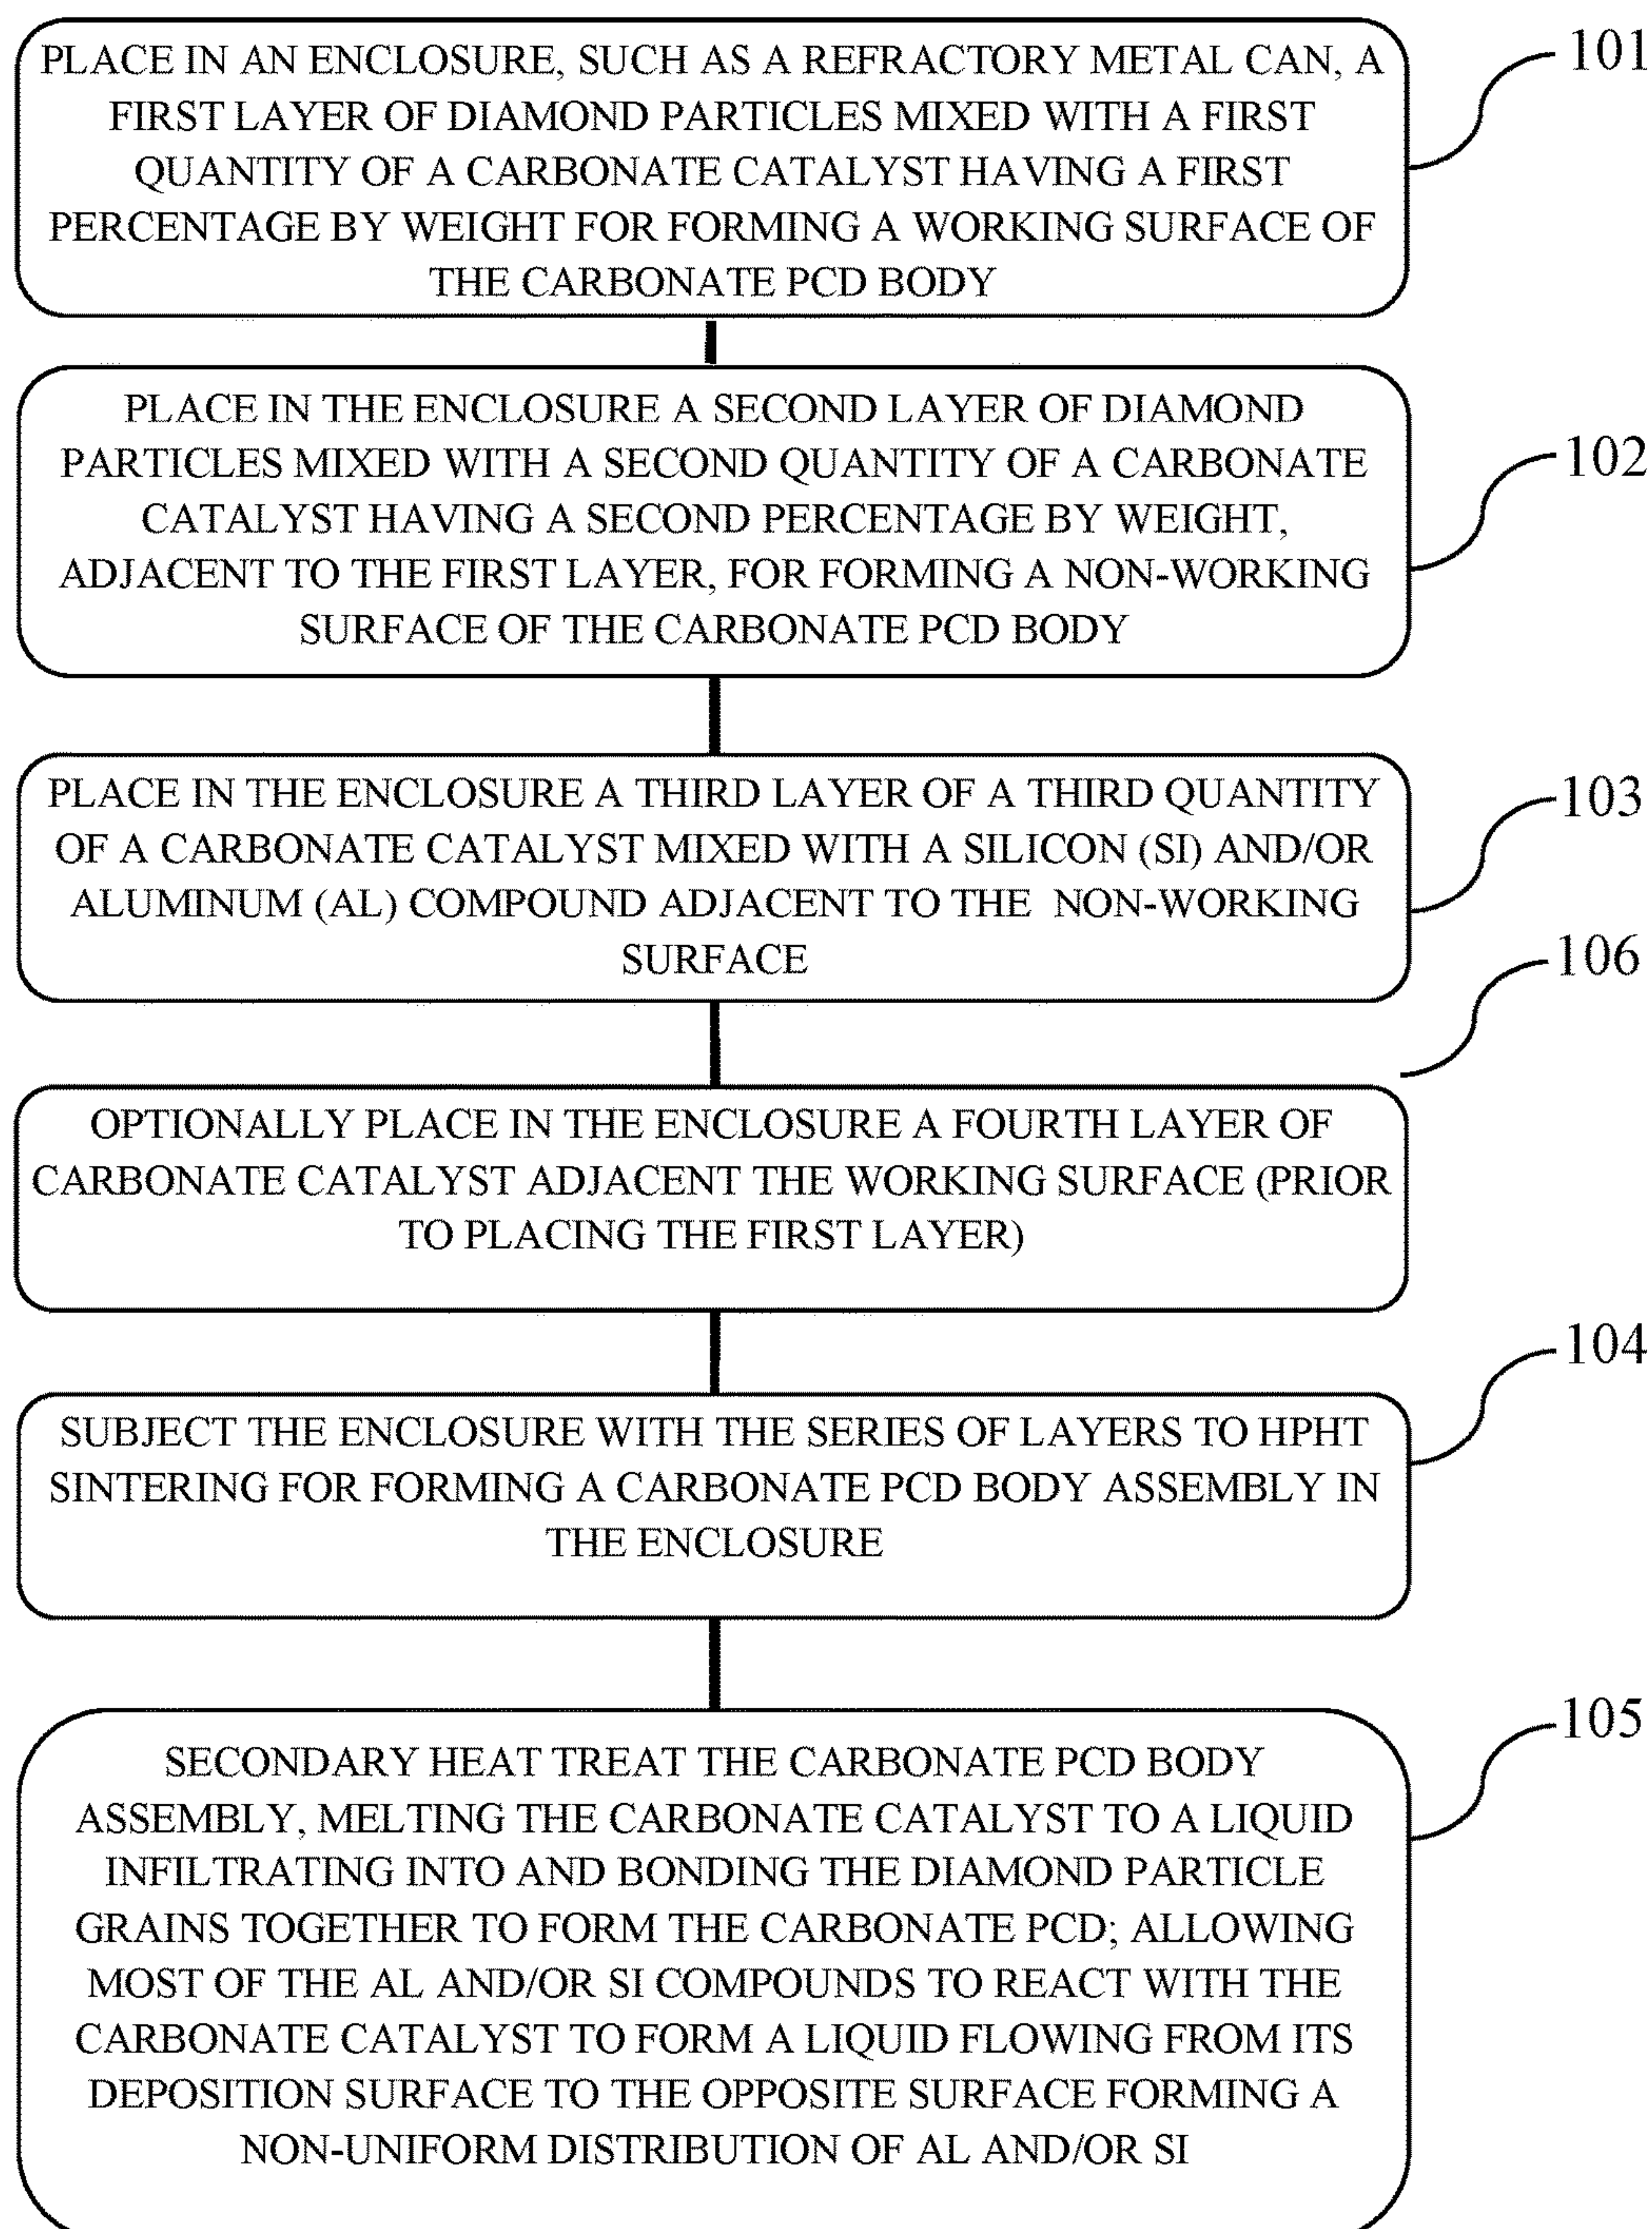 PLACE IN AN ENCLOSURE, SUCH AS A REFRACTORY METAL CAN, A
FIRST LAYER OF DIAMOND PARTICLES MIXED WITH A FIRST
QUANTITY OF A CARBONATE CATALYST HAVING A FIRST
PERCENTAGE BY WEIGHT FOR FORMING A WORKING SURFACE OF
THE CARBONATE PCD BODY
101
PLACE IN THE ENCLOSURE A SECOND LAYER OF DIAMOND
PARTICLES MIXED WITH A SECOND QUANTITY OF A CARBONATE
CATALYST HAVING A SECOND PERCENTAGE BY WEIGHT,
ADJACENT TO THE FIRST LAYER, FOR FORMING A NON-WORKING
SURFACE OF THE CARBONATE PCD BODY
102
PLACE IN THE ENCLOSURE A THIRD LAYER OF A THIRD QUANTITY
OF A CARBONATE CATALYST MIXED WITH A SILICON (SI) AND/OR
ALUMINUM (AL) COMPOUND ADJACENT TO THE NON-WORKING
SURFACE
103
106
OPTIONALLY PLACE IN THE ENCLOSURE A FOURTH LAYER OF
CARBONATE CATALYST ADJACENT THE WORKING SURFACE (PRIOR
TO PLACING THE FIRST LAYER)
104
SUBJECT THE ENCLOSURE WITH THE SERIES OF LAYERS TO HPHT
SINTERING FOR FORMING A CARBONATE PCD BODY ASSEMBLY IN
THE ENCLOSURE
105
SECONDARY HEAT TREAT THE CARBONATE PCD BODY
ASSEMBLY, MELTING THE CARBONATE CATALYST TO A LIQUID
INFILTRATING INTO AND BONDING THE DIAMOND PARTICLE
GRAINS TOGETHER TO FORM THE CARBONATE PCD; ALLOWING
MOST OF THE AL AND/OR SI COMPOUNDS TO REACT WITH THE
CARBONATE CATALYST TO FORM A LIQUID FLOWING FROM ITS
DEPOSITION SURFACE TO THE OPPOSITE SURFACE FORMING A
NON-UNIFORM DISTRIBUTION OF AL AND/OR SI